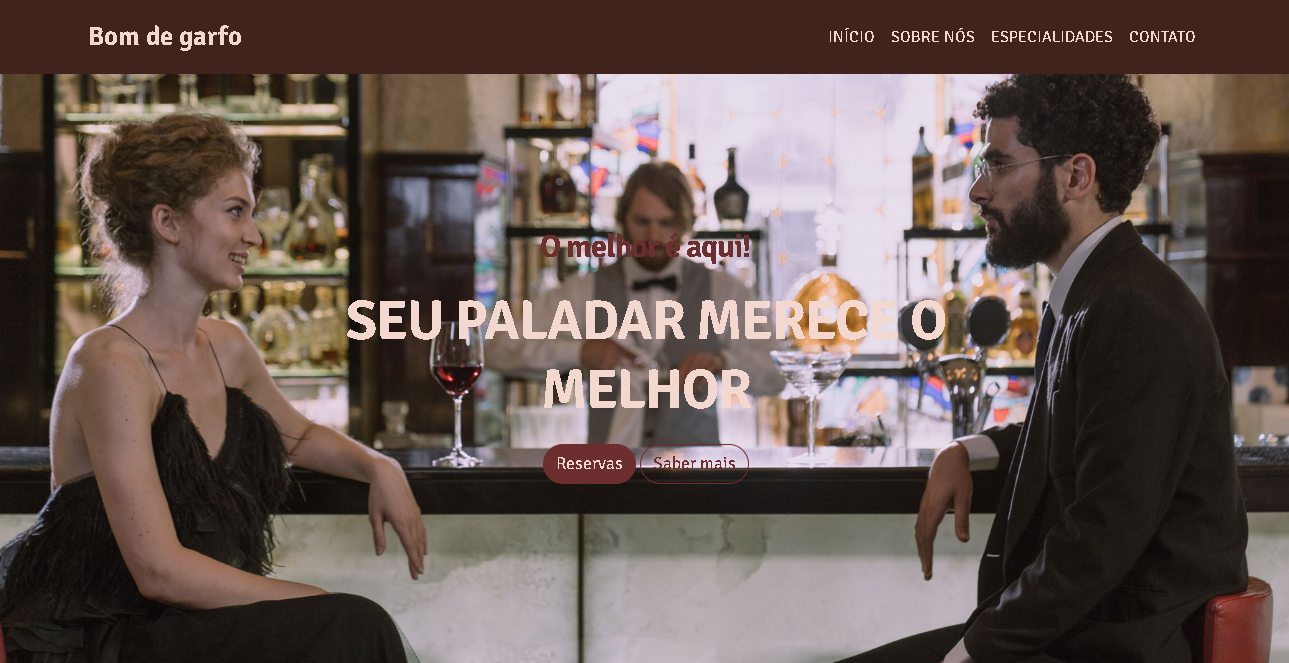 Bom de garfo
INÍCIO SOBRE NÓS ESPECIALIDADES CONTATO
O melhor é aqui!
SEU PALADAR MERECE O
MELHOR
Reservas Saber mais